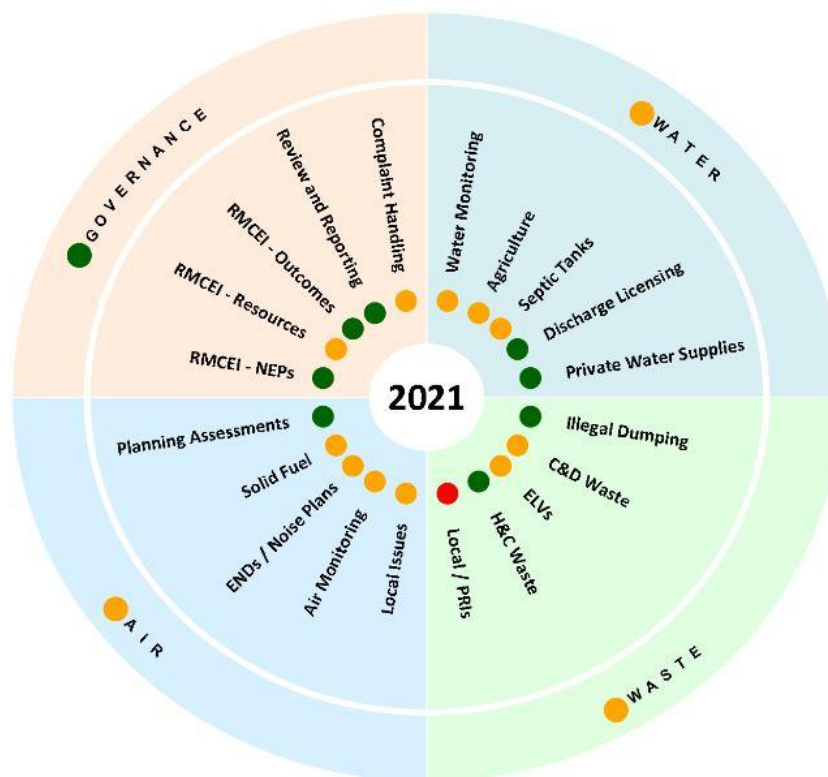 GOVERNANCE
Complaint Handling
Review and Reporting
RMCEI - Outcomes
RMCEI - Resources
RMCEI - NEPs
WATER
Water Monitoring
Agriculture
Septic Tanks
Discharge Licensing
Private Water Supplies
2021
Planning Assessments
Solid Fuel
ENDs / Noise Plans
Air Monitoring
Local Issues
AIR
Illegal Dumping
C&D Waste
ELVs
H&C Waste
Local / PRIs
WASTE